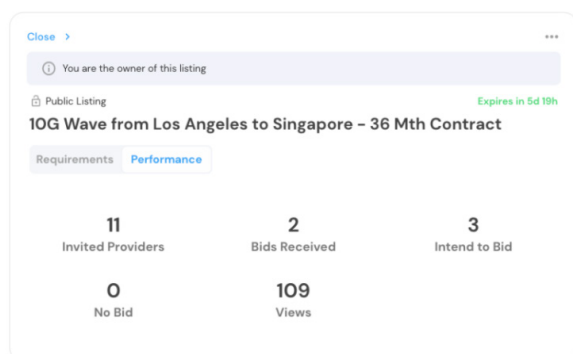 Close >
You are the owner of this listing
Public Listing
Expires in 5d 19h
10G Wave from Los Angeles to Singapore – 36 Mth Contract
Requirements Performance
11 2 3
Invited Providers Bids Received Intend to Bid
0 109
No Bid Views